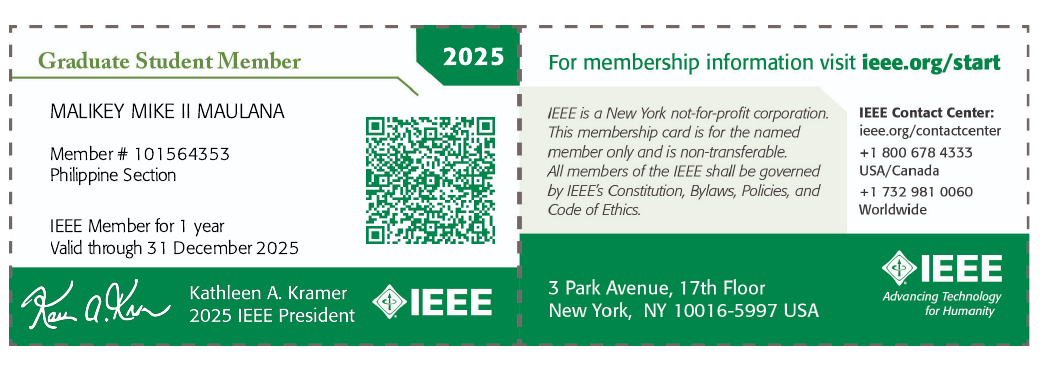 Graduate Student Member
2025
MALIKEY MIKE II MAULANA
Member # 101564353
Philippine Section
IEEE Member for 1 year
Valid through 31 December 2025
Kathleen A. Kramer
2025 IEEE President
IEEE
For membership information visit ieee.org/start
IEEE is a New York not-for-profit corporation.
This membership card is for the named
member only and is non-transferable.
All members of the IEEE shall be governed
by IEEE's Constitution, Bylaws, Policies, and
Code of Ethics.
IEEE Contact Center:
ieee.org/contactcenter
+1 800 678 4333
USA/Canada
+1 732 981 0060
Worldwide
3 Park Avenue, 17th Floor
New York, NY 10016-5997 USA
IEEE
Advancing Technology
for Humanity